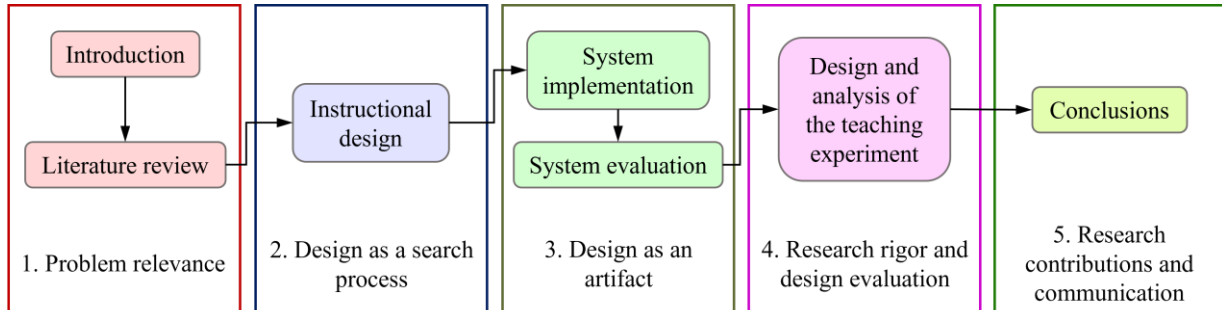 Introduction
Literature review
1. Problem relevance
Instructional
design
2. Design as a search
process
System
implementation
System evaluation
3. Design as an
artifact
Design and
analysis of
the teaching
experiment
4. Research rigor and
design evaluation
Conclusions
5. Research
contributions and
communication